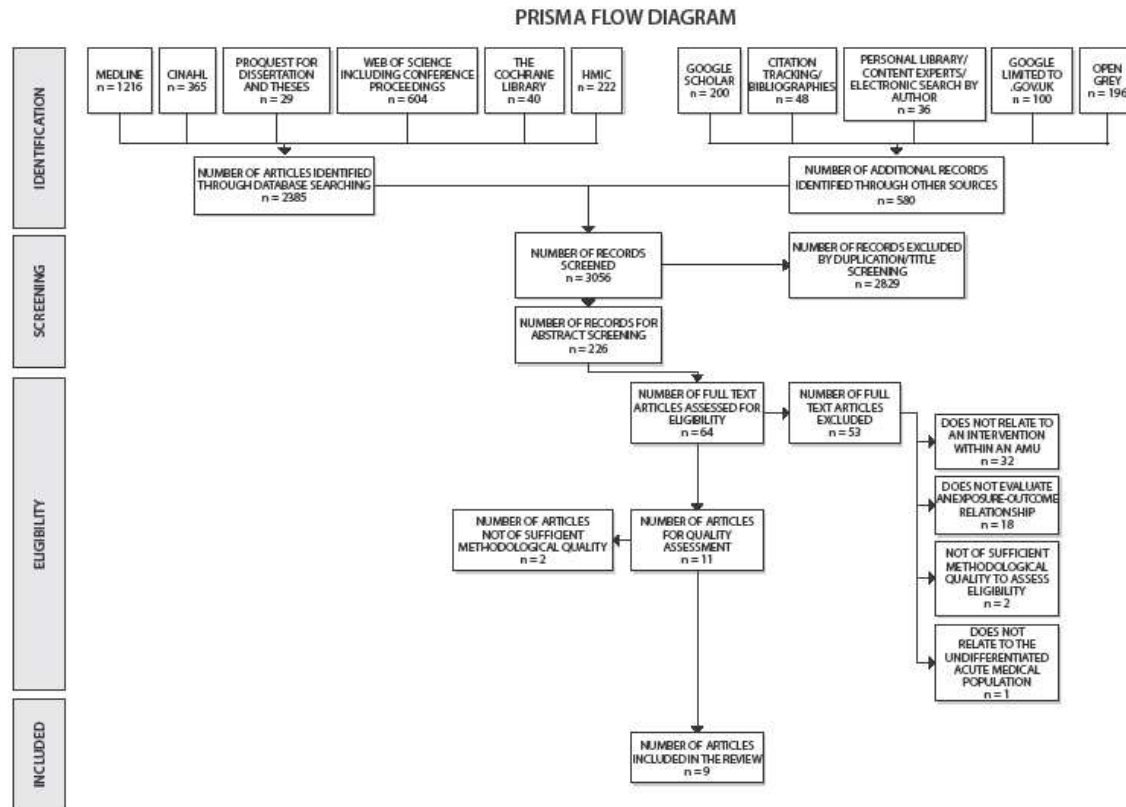 PRISMA FLOW DIAGRAM
IDENTIFICATION
MEDLINE
n = 1216
CINAHL
n = 365
PROQUEST FOR
DISSERTATION
AND THESES
n = 29
WEB OF SCIENCE
INCLUDING CONFERENCE
PROCEEDINGS
n = 604
THE
COCHRANE
LIBRARY
n = 40
HMIC
n = 222
GOOGLE
SCHOLAR
n = 200
CITATION
TRACKING/
BIBLIOGRAPHIES
n = 48
PERSONAL LIBRARY/
CONTENT EXPERTS/
ELECTRONIC SEARCH BY
AUTHOR
n = 36
GOOGLE
LIMITED TO
.GOV.UK
n = 100
OPEN
GREY
n = 196
NUMBER OF ARTICLES IDENTIFIED
THROUGH DATABASE SEARCHING
n = 2385
NUMBER OF ADDITIONAL RECORDS
IDENTIFIED THROUGH OTHER SOURCES
n = 580
SCREENING
NUMBER OF RECORDS
SCREENED
n = 3056
NUMBER OF RECORDS EXCLUDED
BY DUPLICATION/TITLE
SCREENING
n = 2829
NUMBER OF RECORDS FOR
ABSTRACT SCREENING
n = 226
ELIGIBILITY
NUMBER OF FULL TEXT
ARTICLES ASSESSED FOR
ELIGIBILITY
n = 64
NUMBER OF FULL
TEXT ARTICLES
EXCLUDED
n = 53
DOES NOT RELATE TO
AN INTERVENTION
WITHIN AN AMU
n = 32
DOES NOT EVALUATE
AN EXPOSURE-OUTCOME
RELATIONSHIP
n = 18
NOT OF SUFFICIENT
METHODOLOGICAL
QUALITY TO ASSESS
ELIGIBILITY
n = 2
DOES NOT
RELATE TO THE
UNDIFFERENTIATED
ACUTE MEDICAL
POPULATION
n = 1
NUMBER OF ARTICLES
NOT OF SUFFICIENT
METHODOLOGICAL QUALITY
n = 2
NUMBER OF ARTICLES
FOR QUALITY
ASSESSMENT
n = 11
INCLUDED
NUMBER OF ARTICLES
INCLUDED IN THE REVIEW
n = 9